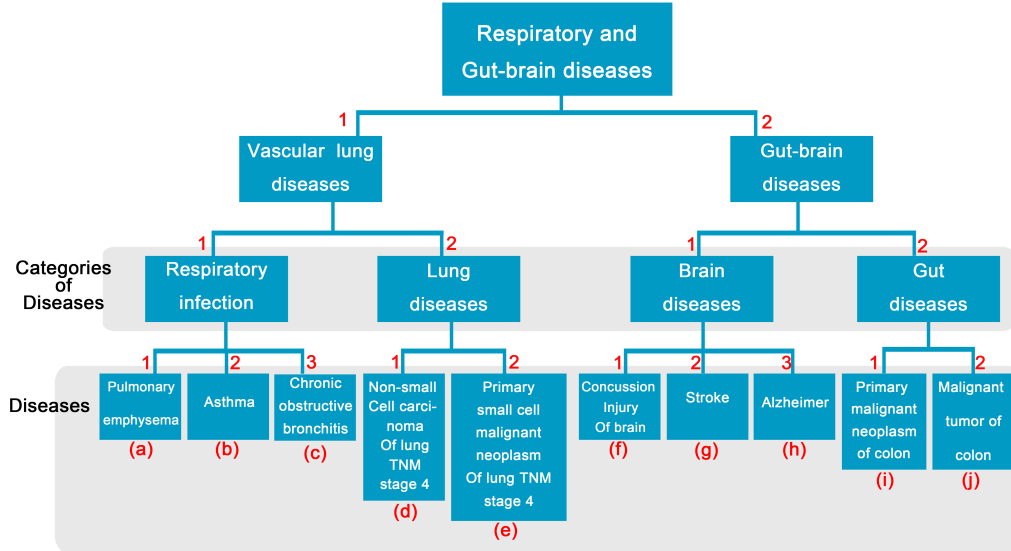 Respiratory and
Gut-brain diseases
1
2
Vascular lung
diseases
Gut-brain
diseases
1
2
1
2
Categories
of
Diseases
Respiratory
infection
Lung
diseases
Brain
diseases
Gut
diseases
1
2
3
1
2
1
2
3
1
2
Diseases
Pulmonary
emphysema
(a)
Asthma
(b)
Chronic
obstructive
bronchitis
(c)
Non-small
Cell carci-
noma
Of lung
TNM
stage 4
(d)
Primary
small cell
malignant
neoplasm
Of lung TNM
stage 4
(e)
Concussion
Injury
Of brain
(f)
Stroke
(g)
Alzheimer
(h)
Primary
malignant
neoplasm
of colon
(i)
Malignant
tumor of
colon
(j)